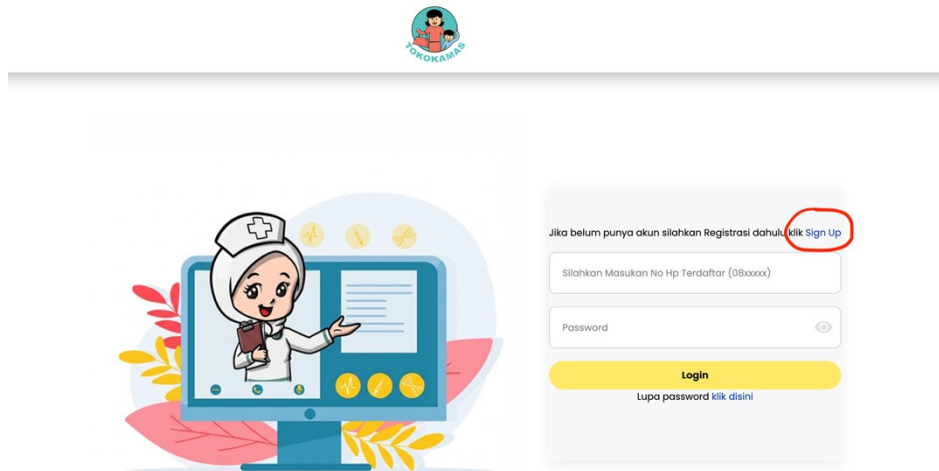 TOKOKAMAS
Jika belum punya akun silahkan Registrasi dahulu klik Sign Up
Silahkan Masukan No Hp Terdaftar (08xxxxx)
Password
Login
Lupa password klik disini